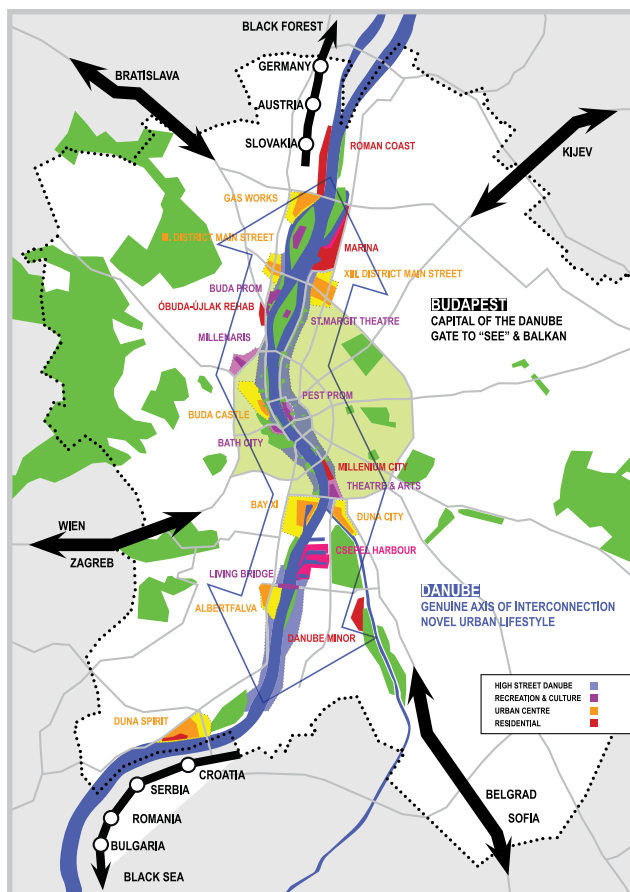 BLACK FOREST
GERMANY
BRATISLAVA
AUSTRIA
SLOVAKIA
ROMAN COAST
KIJEV
GAS WORKS
III. DISTRICT MAIN STREET
MARINA
XIII. DISTRICT MAIN STREET
BUDA PROM
ÓBUDA-ÚJLAK REHAB
BUDAPEST
CAPITAL OF THE DANUBE
GATE TO “SEE” & BALKAN
ST.MARGIT THEATRE
MILLENARIS
PEST PROM
BUDA CASTLE
BATH CITY
MILLENIUM CITY
THEATRE & ARTS
BAY XI
DUNA CITY
WIEN
ZAGREB
CSEPEL HARBOUR
LIVING BRIDGE
ALBERTFALVA
DANUBE
GENUINE AXIS OF INTERCONNECTION
NOVEL URBAN LIFESTYLE
DANUBE MINOR
HIGH STREET DANUBE
RECREATION & CULTURE
URBAN CENTRE
RESIDENTIAL
DUNA SPIRIT
CROATIA
SERBIA
BELGRAD
SOFIA
ROMANIA
BULGARIA
BLACK SEA